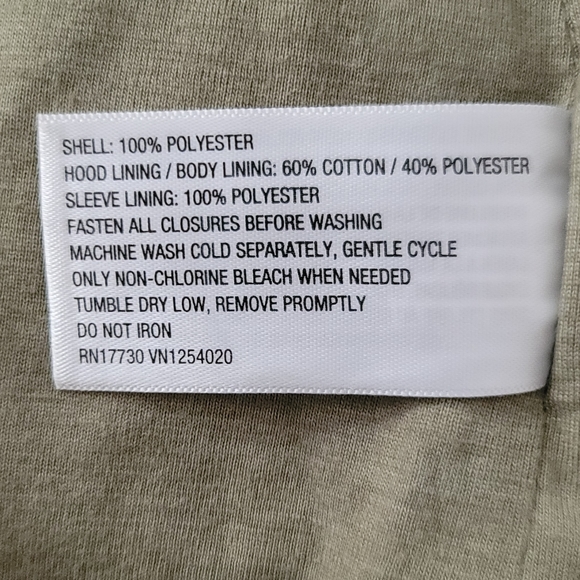 SHELL: 100% POLYESTER
HOOD LINING / BODY LINING: 60% COTTON / 40% POLYESTER
SLEEVE LINING: 100% POLYESTER
FASTEN ALL CLOSURES BEFORE WASHING
MACHINE WASH COLD SEPARATELY, GENTLE CYCLE
ONLY NON-CHLORINE BLEACH WHEN NEEDED
TUMBLE DRY LOW, REMOVE PROMPTLY
DO NOT IRON
RN17730 VN1254020